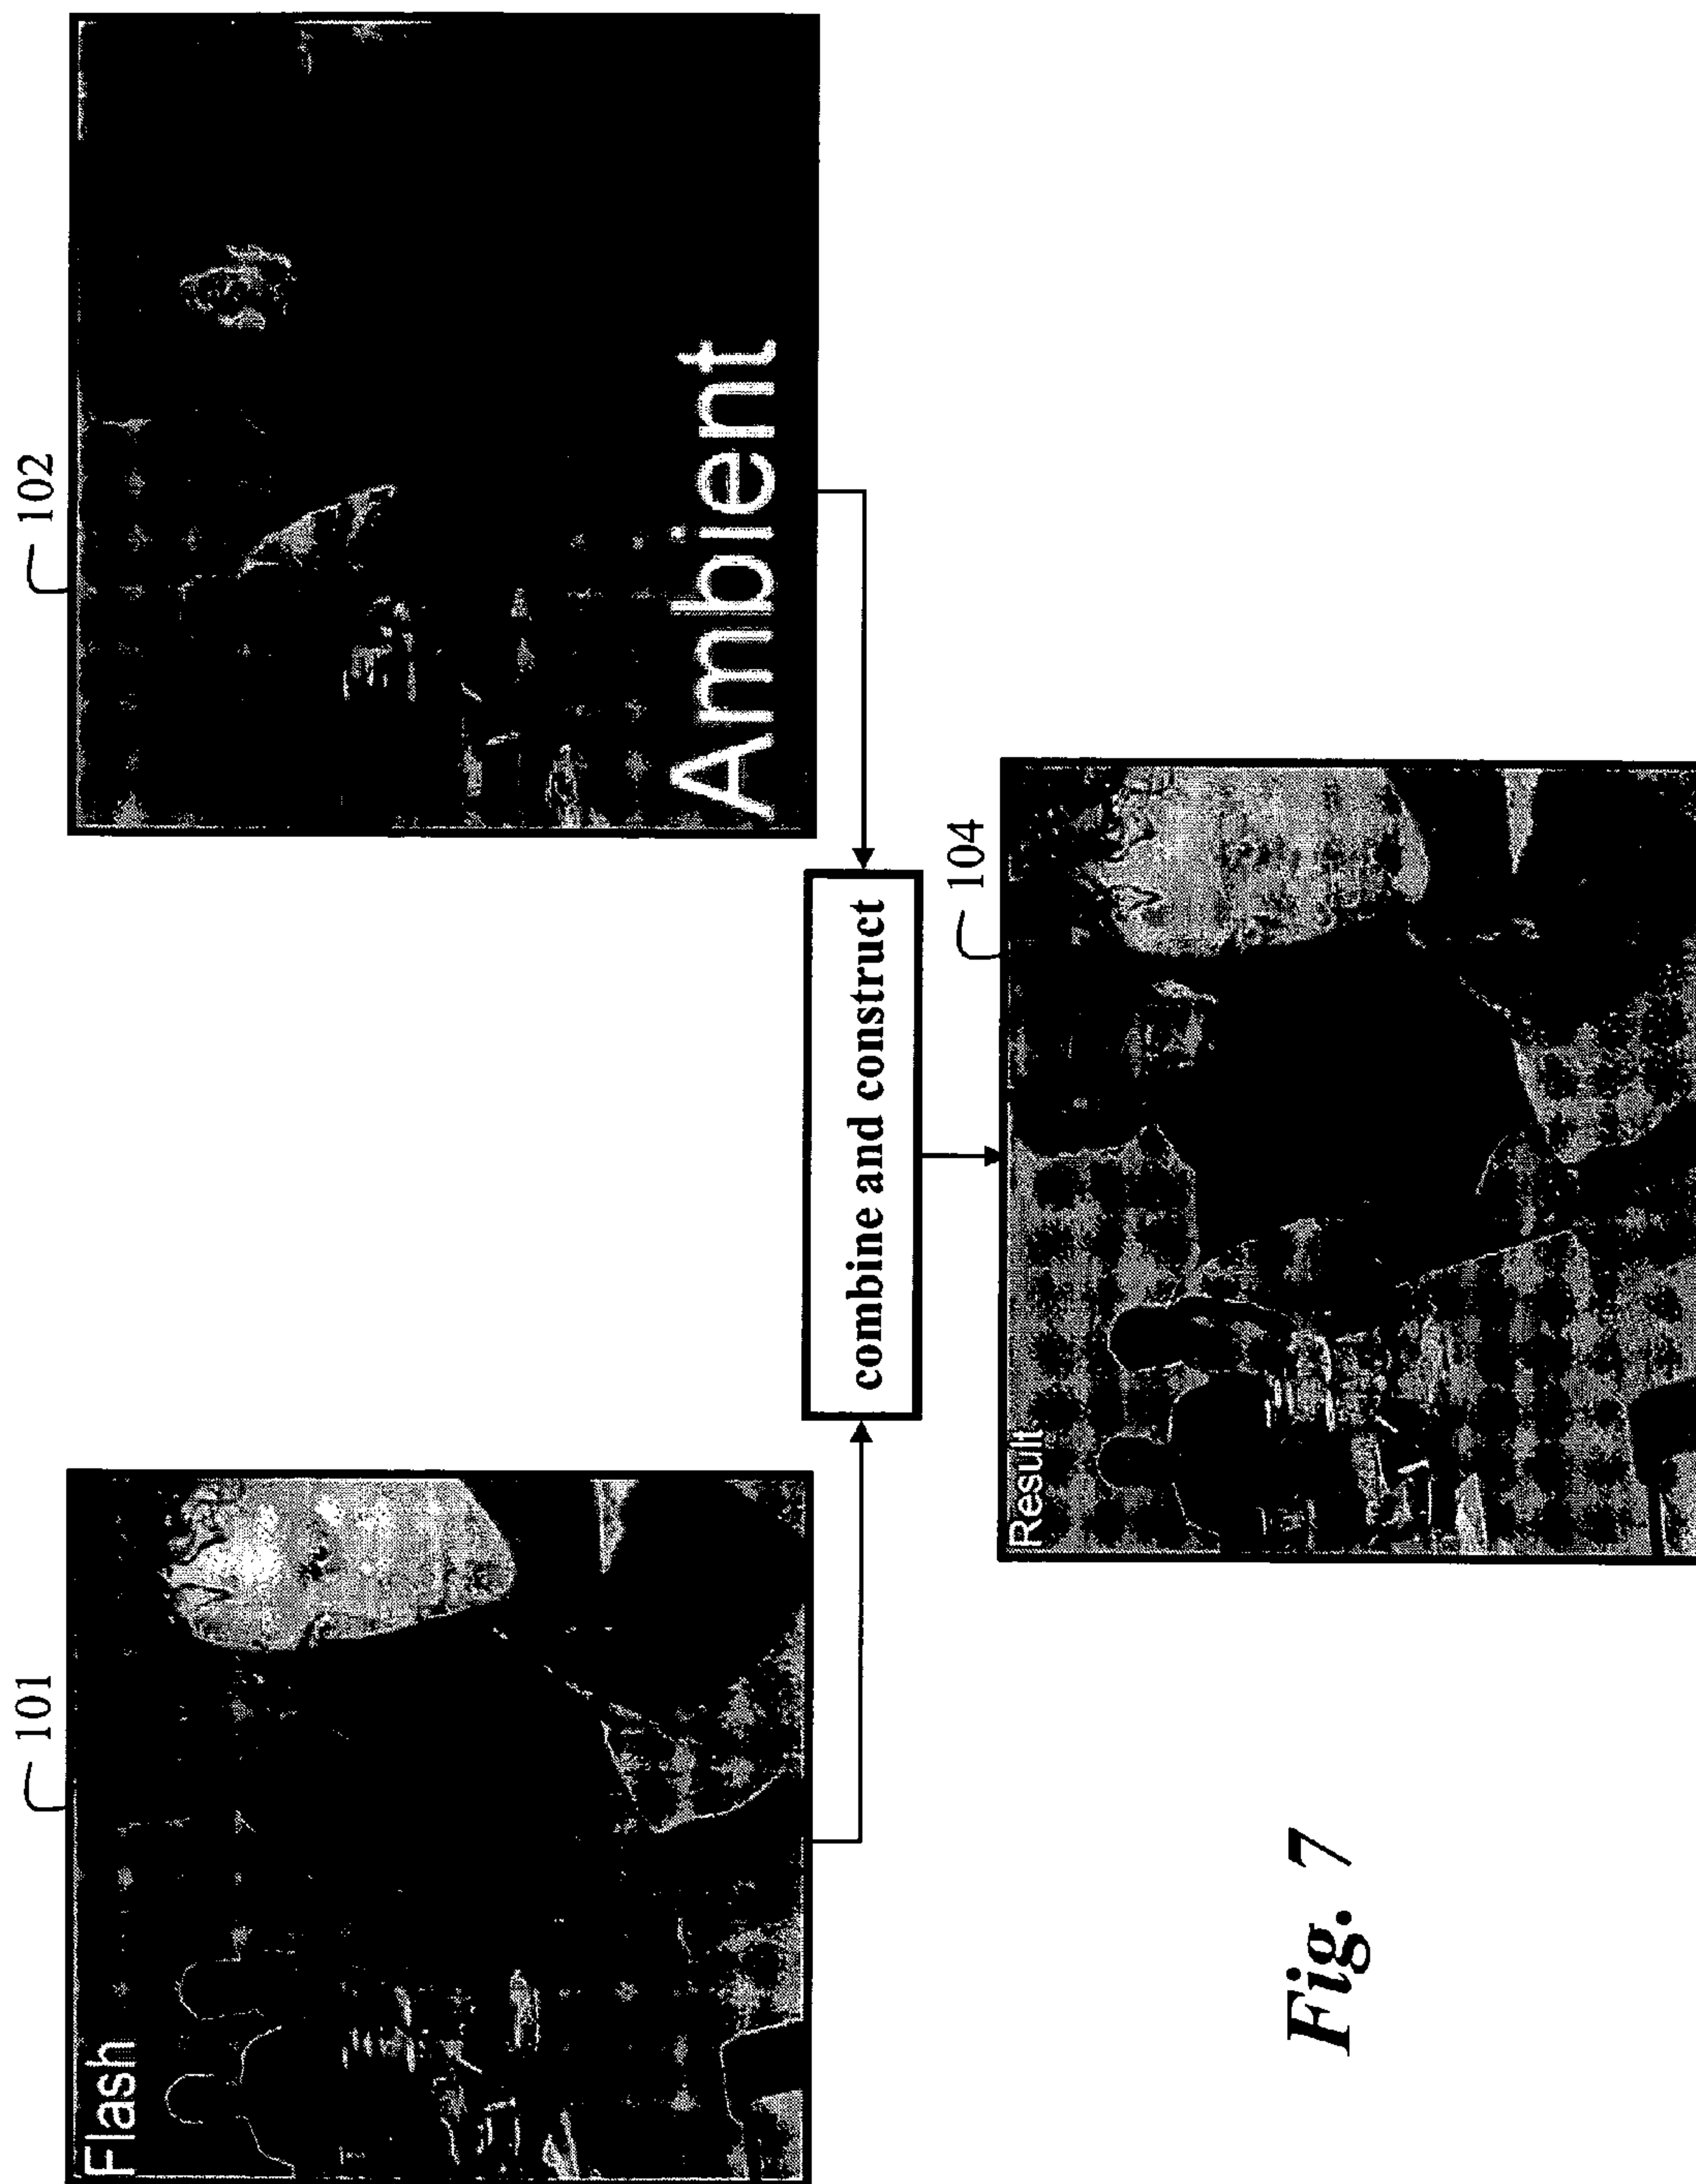 101
102
Flash
Ambient
combine and construct
104
Result
Fig. 7